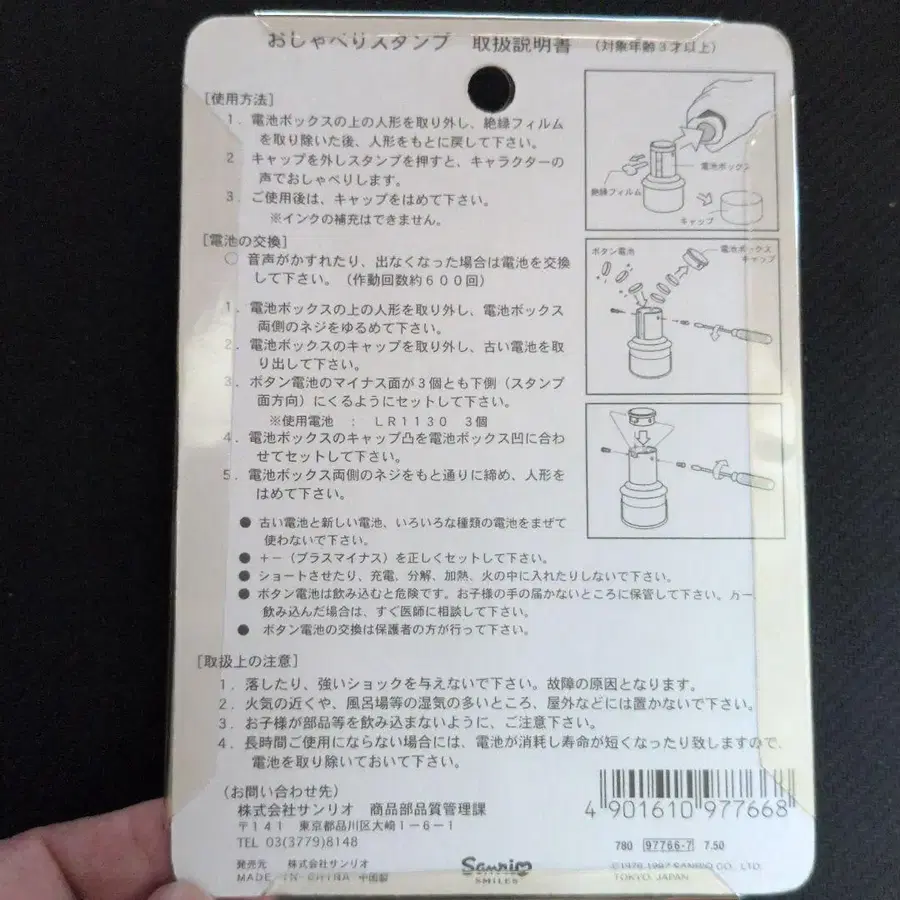 おしゃべりスタンプ 取扱説明書 (対象年齢3才以上)
[使用方法]
1. 電池ボックスの上の人形を取り外し、絶縁フィルム
を取り除いた後、人形をもとに戻して下さい。
2 キャップを外しスタンプを押すと、キャラクターの
声でおしゃべりします。
3. ご使用後は、キャップをはめて下さい。
※インクの補充はできません。
絶縁フィルム
電池ボックス
キャップ
[電池の交換]
○ 音声がかすれたり、出なくなった場合は電池を交換
して下さい。(作動回数約600回)
1. 電池ボックスの上の人形を取り外し、電池ボックス
両側のネジをゆるめて下さい。
2. 電池ボックスのキャップを取り外し、古い電池を取
り出して下さい。
3. ボタン電池のマイナス面が3個とも下側(スタンプ
面方向)にくるようにセットして下さい。
※使用電池 : LR1130 3個
4. 電池ボックスのキャップ凸を電池ボックス凹に合わ
せてセットして下さい。
5. 電池ボックス両側のネジをもと通りに締め、人形を
はめて下さい。
ボタン電池
電池ボックス
キャップ
● 古い電池と新しい電池、いろいろな種類の電池をまぜて
使わないで下さい。
● +-(プラスマイナス)を正しくセットして下さい。
● ショートさせたり、充電、分解、加熱、火の中に入れたりしないで下さい。
● ボタン電池は飲み込むと危険です。お子様の手の届かないところに保管して下さい。万一
飲み込んだ場合は、すぐ医師に相談して下さい。
● ボタン電池の交換は保護者の方が行って下さい。
[取扱上の注意]
1. 落したり、強いショックを与えないで下さい。故障の原因となります。
2. 火気の近くや、風呂場等の湿気の多いところ、屋外などには置かないで下さい。
3. お子様が部品等を飲み込まないように、ご注意下さい。
4. 長時間ご使用にならない場合には、電池が消耗し寿命が短くなったり致しますので、
電池を取り除いておいて下さい。
(お問い合わせ先)
株式会社サンリオ 商品部品質管理課
〒141 東京都品川区大崎1-6-1
TEL 03(3779)8148
発売元 株式会社サンリオ
MADE IN CHINA 中国製
Sanrio
SMILES
4 901610 977668
780 97766-7 7.50
©1976,1997 SANRIO CO., LTD.
TOKYO, JAPAN